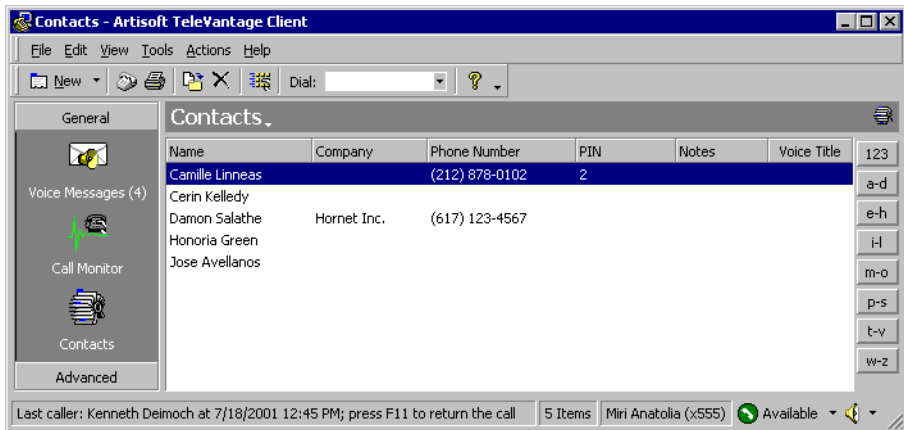 Contacts - Artisoft TeleVantage Client
File Edit View Tools Actions Help
New Dial:
General
Contacts
Name Company Phone Number PIN Notes Voice Title
Camille Linneas (212) 878-0102 2
Cerin Kelledy
Damon Salathe Hornet Inc. (617) 123-4567
Honoria Green
Jose Avellanos
Voice Messages (4)
Call Monitor
Contacts
Advanced
123
a-d
e-h
i-l
m-o
p-s
t-v
w-z
Last caller: Kenneth Deimoch at 7/18/2001 12:45 PM; press F11 to return the call 5 Items Miri Anatolia (x555) Available